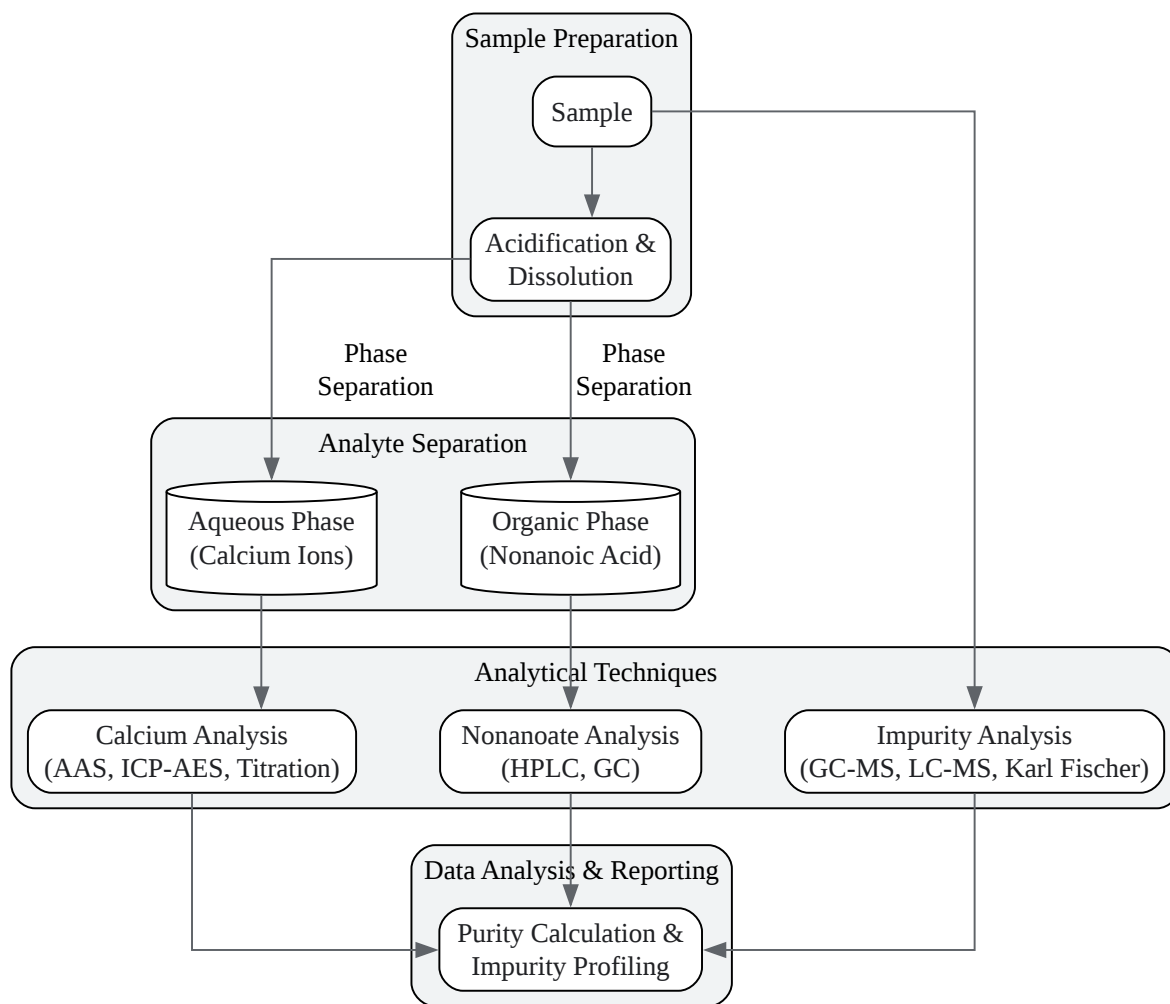 Sample Preparation
Sample
Acidification &
Dissolution
Phase
Separation
Phase
Separation
Analyte Separation
Aqueous Phase
(Calcium Ions)
Organic Phase
(Nonanoic Acid)
Analytical Techniques
Calcium Analysis
(AAS, ICP-AES, Titration)
Nonanoate Analysis
(HPLC, GC)
Impurity Analysis
(GC-MS, LC-MS, Karl Fischer)
Data Analysis & Reporting
Purity Calculation &
Impurity Profiling